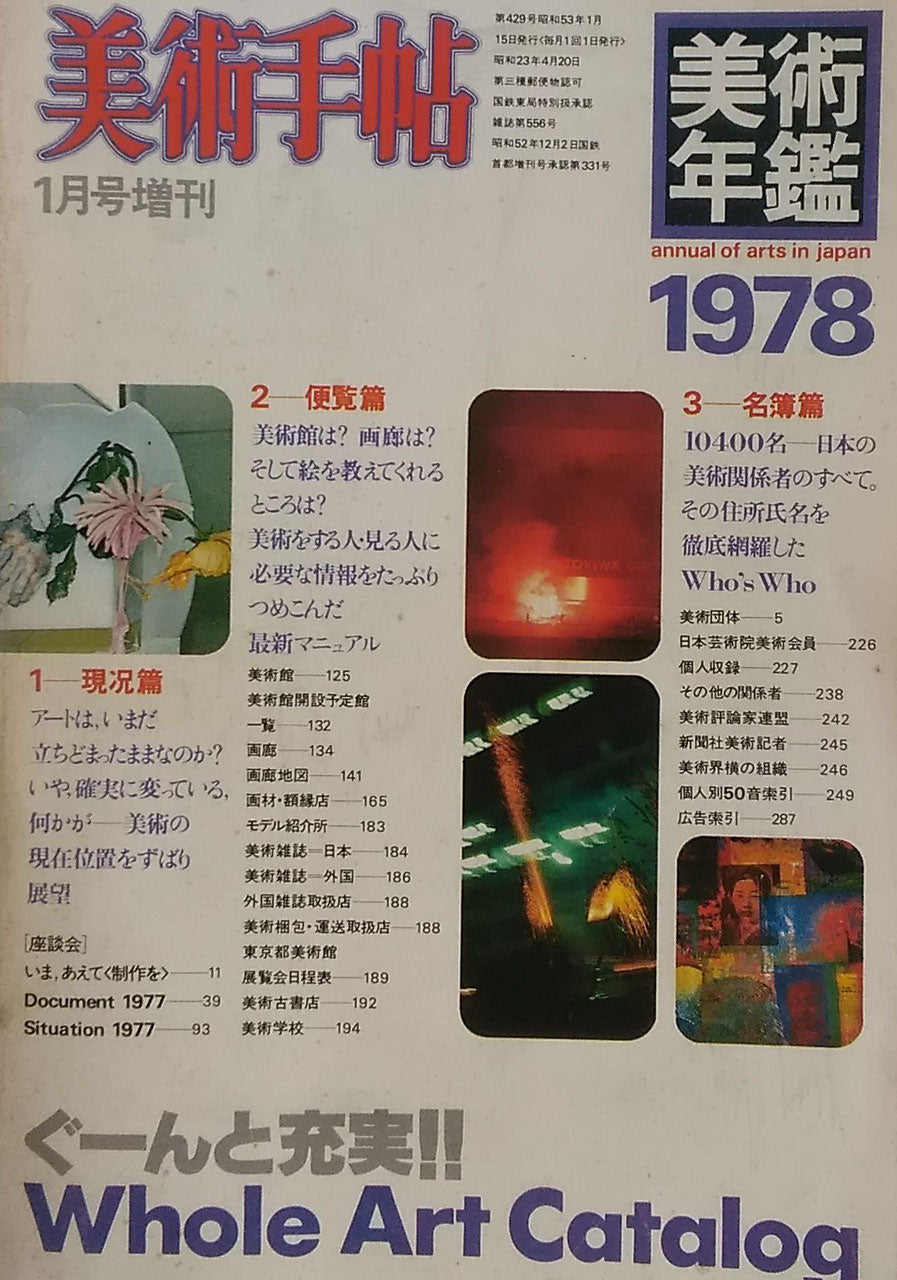 美術手帖
1月号増刊
第429号昭和53年1月
15日発行〈毎月1回1日発行〉
昭和23年4月20日
第三種郵便物認可
国鉄東局特別扱承認
雑誌第556号
昭和52年12月2日国鉄
首都増刊号承認第331号
美術
年鑑
annual of arts in japan
1978
1—現況篇
アートは、いまだ
立ちどまったままなのか?
いや、確実に変っている、
何かが—美術の
現在位置をずばり
展望
[座談会]
いま、あえて〈制作を〉—11
Document 1977—39
Situation 1977—93
2—便覧篇
美術館は? 画廊は?
そして絵を教えてくれる
ところは?
美術をする人・見る人に
必要な情報をたっぷり
つめこんだ
最新マニュアル
美術館—125
美術館開設予定館
一覧—132
画廊—134
画廊地図—141
画材・額縁店—165
モデル紹介所—183
美術雑誌=日本—184
美術雑誌=外国—186
外国雑誌取扱店—188
美術梱包・運送取扱店—188
東京都美術館
展覧会日程表—189
美術古書店—192
美術学校—194
TOKIWA
3—名簿篇
10400名—日本の
美術関係者のすべて。
その住所氏名を
徹底網羅した
Who's Who
美術団体—5
日本芸術院美術会員—226
個人収録—227
その他の関係者—238
美術評論家連盟—242
新聞社美術記者—245
美術界横の組織—246
個人別50音索引—249
広告索引—287
ぐーんと充実!!
Whole Art Catalog